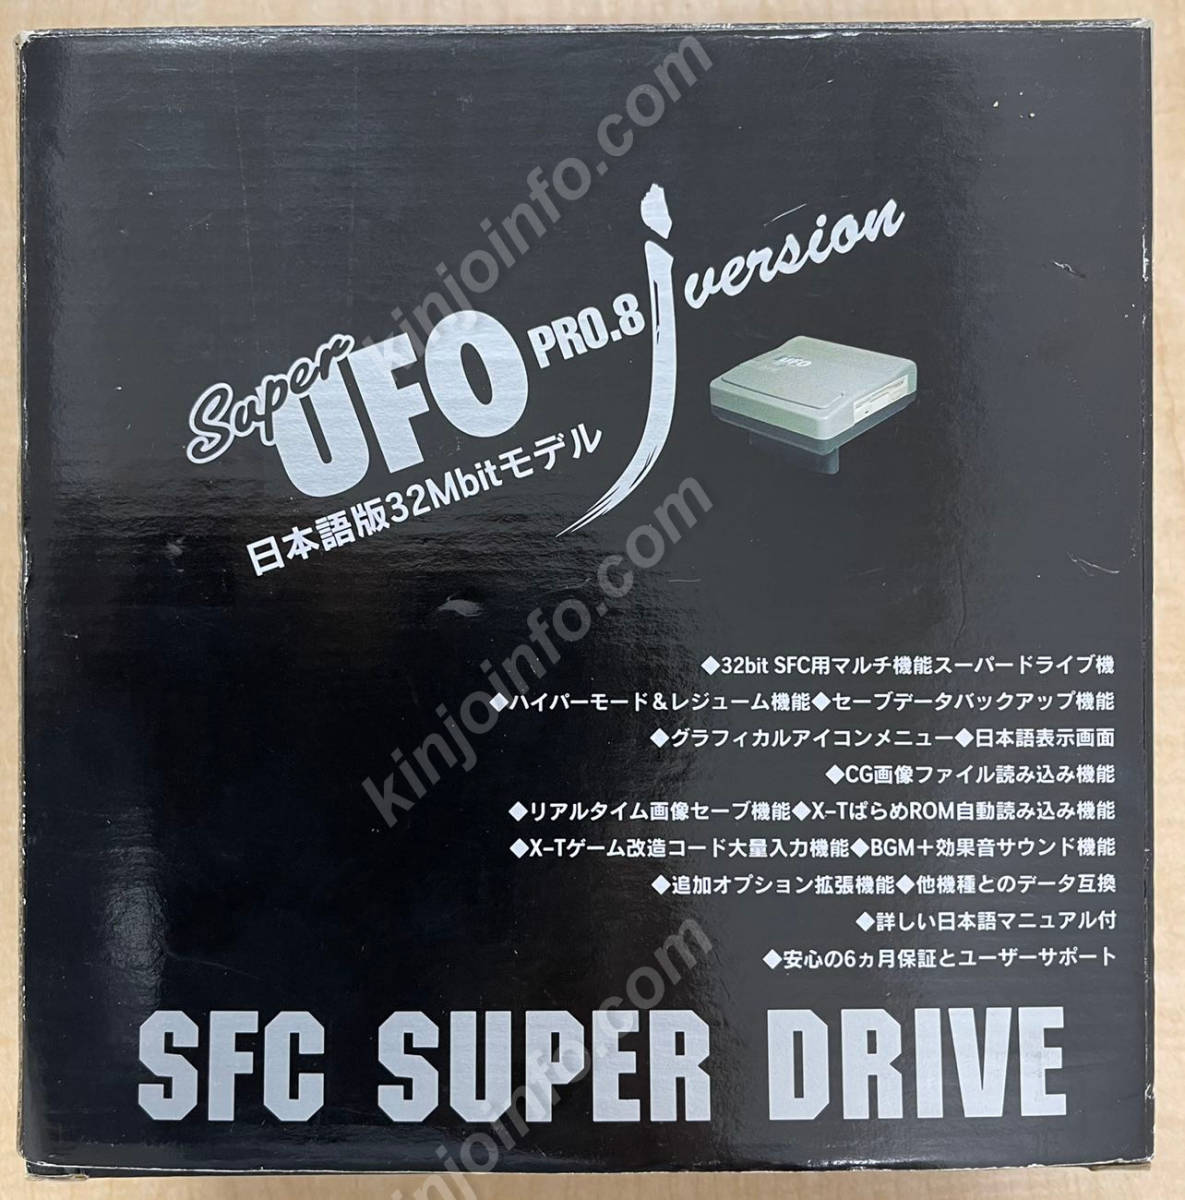 Super UFO PRO.8 j version
日本語版32Mbitモデル
UFO
◆32bit SFC用マルチ機能スーパードライブ機
◆ハイパーモード&レジューム機能◆セーブデータバックアップ機能
◆グラフィカルアイコンメニュー◆日本語表示画面
◆CG画像ファイル読み込み機能
◆リアルタイム画像セーブ機能◆X-TぱらめROM自動読み込み機能
◆X-Tゲーム改造コード大量入力機能◆BGM+効果音サウンド機能
◆追加オプション拡張機能◆他機種とのデータ互換
◆詳しい日本語マニュアル付
◆安心の6ヵ月保証とユーザーサポート
SFC SUPER DRIVE
kinjoinfo.com
kinjoinfo.com
kinjoinfo.com